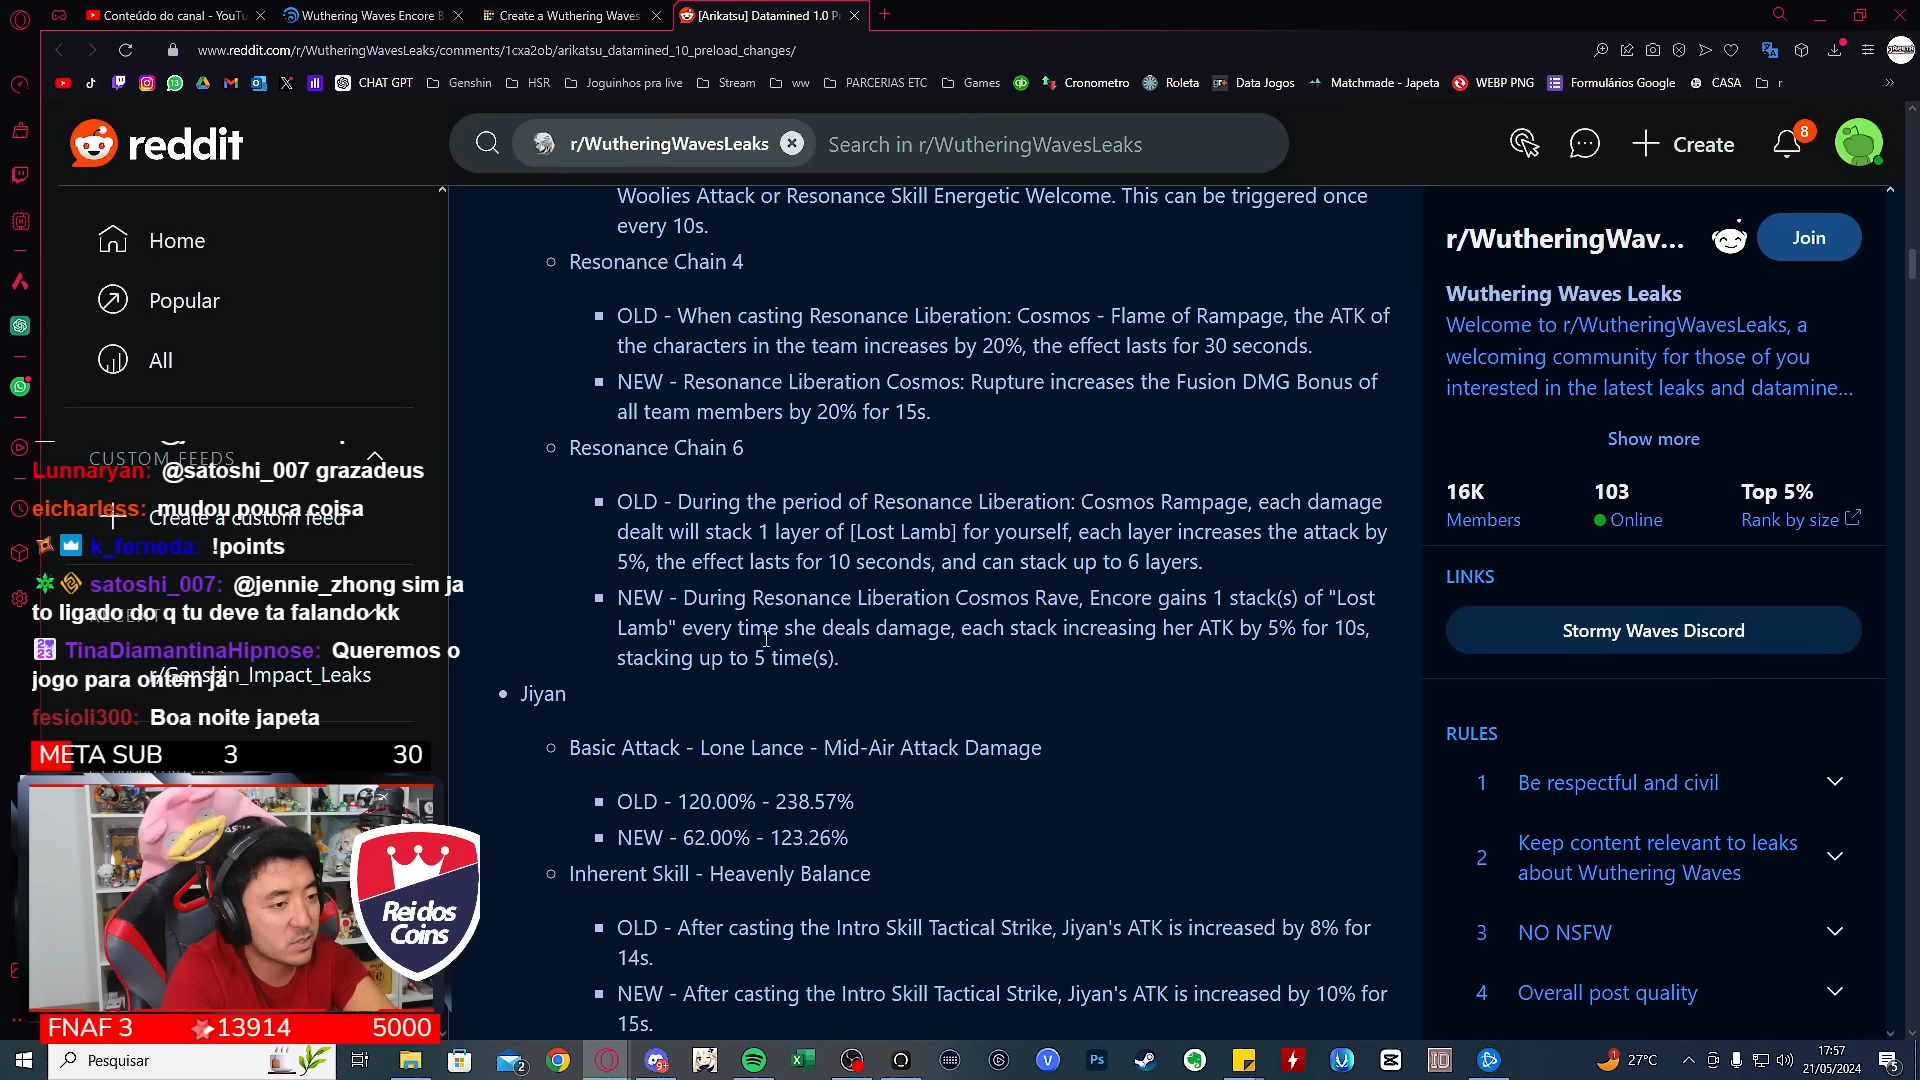 Conteúdo do canal - YouTu
Wuthering Waves Encore B
Create a Wuthering Waves
[Arikatsu] Datamined 1.0 P
www.reddit.com/r/WutheringWavesLeaks/comments/1cxa2ob/arikatsu_datamined_10_preload_changes/
CHAT GPT
Genshin
HSR
Joguinhos pra live
Stream
ww
PARCERIAS ETC
Games
Cronometro
Roleta
Data Jogos
Matchmade - Japeta
WEBP PNG
Formulários Google
CASA
r
reddit
r/WutheringWavesLeaks
Search in r/WutheringWavesLeaks
Create
8
Home
Popular
All
CUSTOM FEEDS
Create a custom feed
r/Genshin_Impact_Leaks
Lunnaryan: @satoshi_007 grazadeus
eicharless: mudou pouca coisa
k_ferneda: !points
satoshi_007: @jennie_zhong sim ja
to ligado do q tu deve ta falando kk
TinaDiamantinaHipnose: Queremos o
jogo para ontem já
fesioli300: Boa noite japeta
META SUB 3 30
Rei dos
Coins
FNAF 3 13914 5000
Woolies Attack or Resonance Skill Energetic Welcome. This can be triggered once
every 10s.
Resonance Chain 4
OLD - When casting Resonance Liberation: Cosmos - Flame of Rampage, the ATK of
the characters in the team increases by 20%, the effect lasts for 30 seconds.
NEW - Resonance Liberation Cosmos: Rupture increases the Fusion DMG Bonus of
all team members by 20% for 15s.
Resonance Chain 6
OLD - During the period of Resonance Liberation: Cosmos Rampage, each damage
dealt will stack 1 layer of [Lost Lamb] for yourself, each layer increases the attack by
5%, the effect lasts for 10 seconds, and can stack up to 6 layers.
NEW - During Resonance Liberation Cosmos Rave, Encore gains 1 stack(s) of "Lost
Lamb" every time she deals damage, each stack increasing her ATK by 5% for 10s,
stacking up to 5 time(s).
Jiyan
Basic Attack - Lone Lance - Mid-Air Attack Damage
OLD - 120.00% - 238.57%
NEW - 62.00% - 123.26%
Inherent Skill - Heavenly Balance
OLD - After casting the Intro Skill Tactical Strike, Jiyan's ATK is increased by 8% for
14s.
NEW - After casting the Intro Skill Tactical Strike, Jiyan's ATK is increased by 10% for
15s.
r/WutheringWav...
Join
Wuthering Waves Leaks
Welcome to r/WutheringWavesLeaks, a
welcoming community for those of you
interested in the latest leaks and datamine...
Show more
16K 103 Top 5%
Members Online Rank by size
LINKS
Stormy Waves Discord
RULES
1 Be respectful and civil
2 Keep content relevant to leaks
about Wuthering Waves
3 NO NSFW
4 Overall post quality
Pesquisar
27°C
17:57
21/05/2024